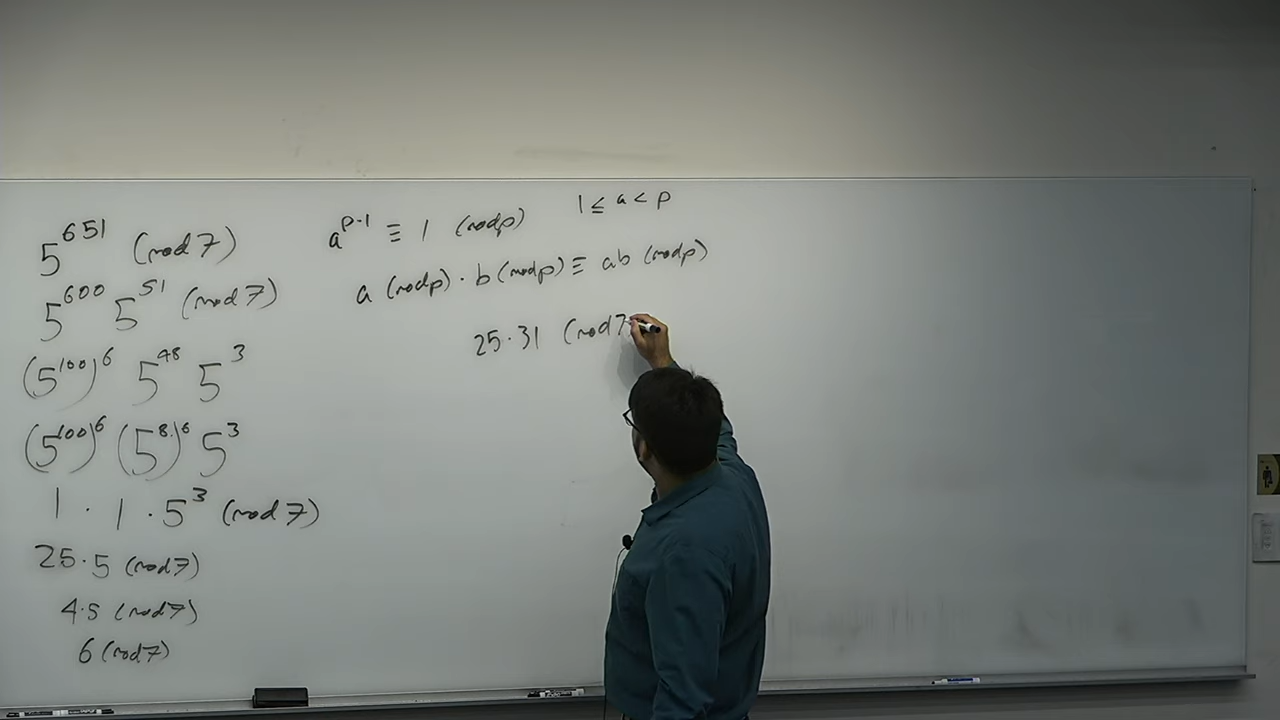 5^651 (mod 7)
5^600 5^51 (mod 7)
(5^100)^6 5^48 5^3
(5^100)^6 (5^8)^6 5^3
1 · 1 · 5^3 (mod 7)
25·5 (mod 7)
4·5 (mod 7)
6 (mod 7)
a^p-1 ≡ 1 (mod p) 1 ≤ a < p
a (mod p) · b (mod p) ≡ ab (mod p)
25·31 (mod 7